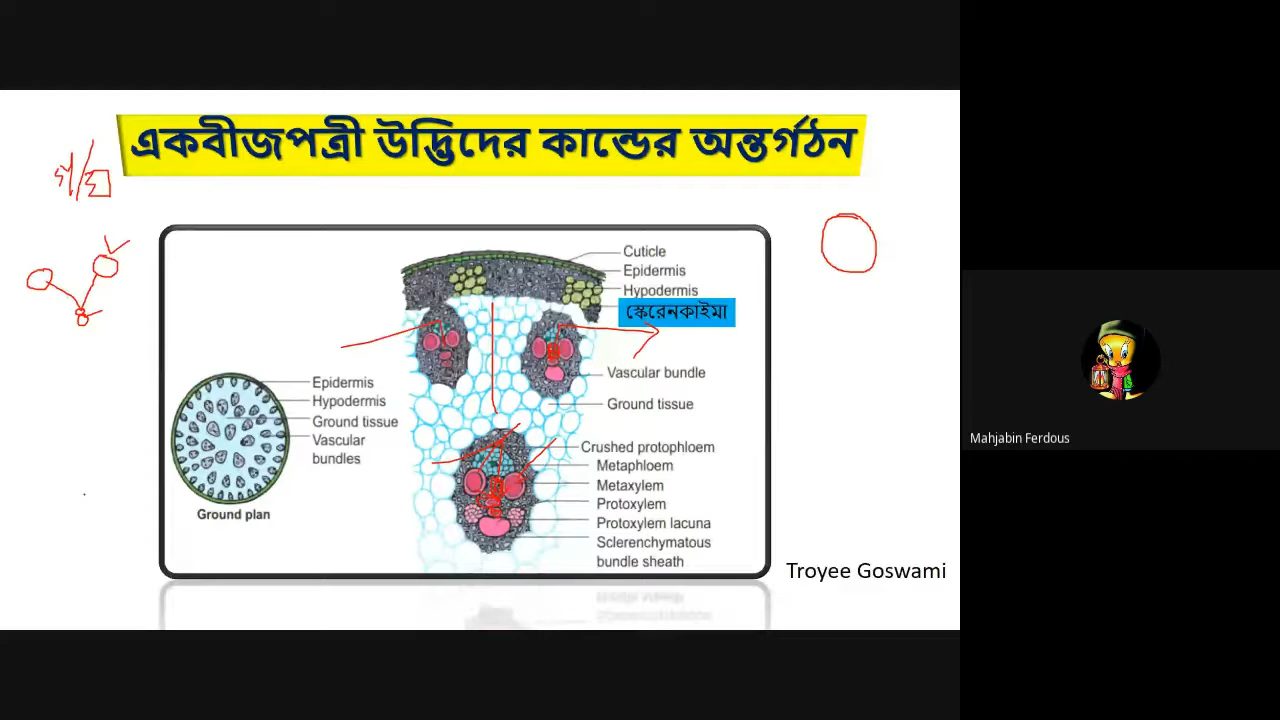 একবীজপত্রী উদ্ভিদের কান্ডের অন্তর্গঠন
Cuticle
Epidermis
Hypodermis
স্কেরেনকাইমা
Vascular bundle
Ground tissue
Epidermis
Hypodermis
Ground tissue
Vascular
bundles
Ground plan
Crushed protophloem
Metaphloem
Metaxylem
Protoxylem
Protoxylem lacuna
Sclerenchymatous
bundle sheath
Troyee Goswami
Mahjabin Ferdous